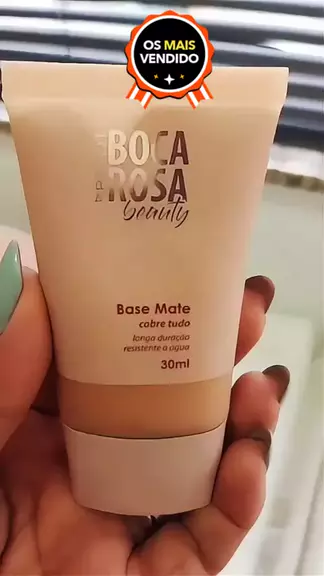 OS MAIS
VENDIDO
BOCA
ROSA
beauty
Base Mate
cobre tudo
longa duração
resistente a água
30ml